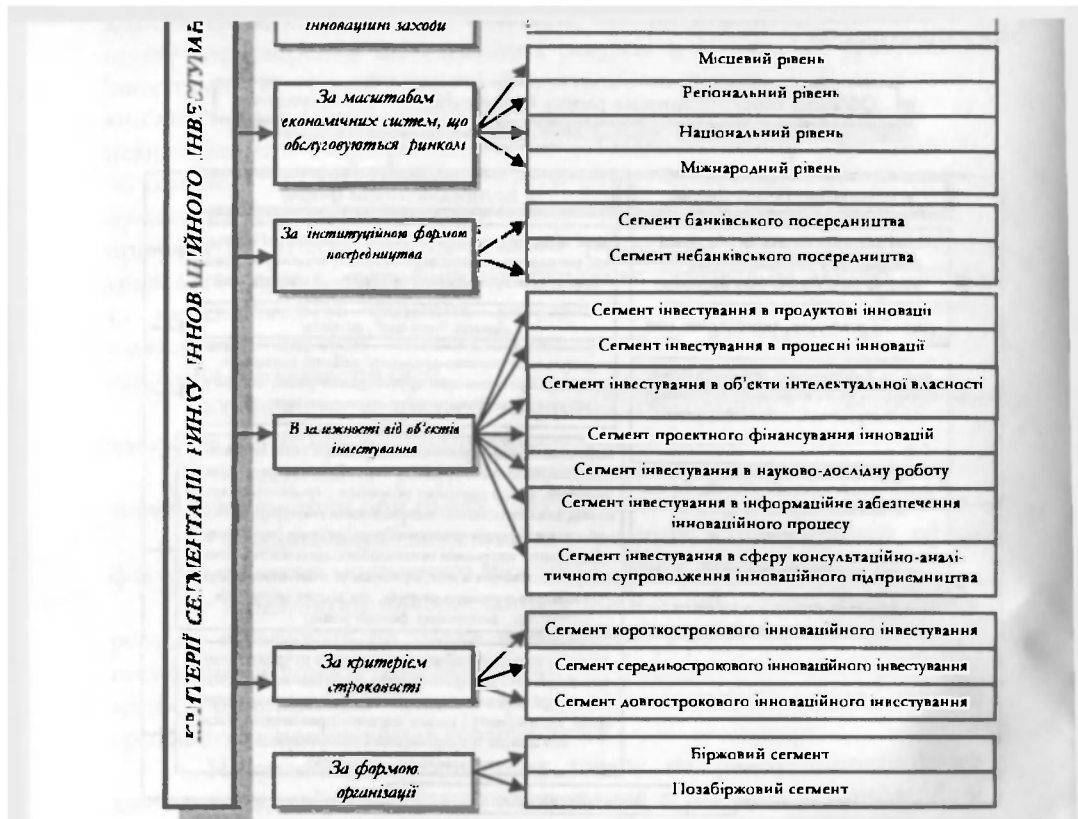 КРИТЕРІЇ СЕГМЕНТАЦІЇ РИНКУ ІННОВАЦІЙНОГО ІНВЕСТУВАН
інноваційні заходи
За масштабом
економічних систем, що
обслуговуються ринком
Місцевий рівень
Регіональний рівень
Національний рівень
Міжнародний рівень
За інституційною формою
посередництва
Сегмент банківського посередництва
Сегмент небанківського посередництва
В залежності від об'єктів
інвестування
Сегмент інвестування в продуктові інновації
Сегмент інвестування в процесні інновації
Сегмент інвестування в об'єкти інтелектуальної власності
Сегмент проектного фінансування інновацій
Сегмент інвестування в науково-дослідну роботу
Сегмент інвестування в інформаційне забезпечення
інноваційного процесу
Сегмент інвестування в сферу консультаційно-аналі-
тичного супроводження інноваційного підприємництва
За критерієм
строковості
Сегмент короткострокового інноваційного інвестування
Сегмент середньострокового інноваційного інвестування
Сегмент довгострокового інноваційного інвестування
За формою
організації
Біржовий сегмент
Позабіржовий сегмент